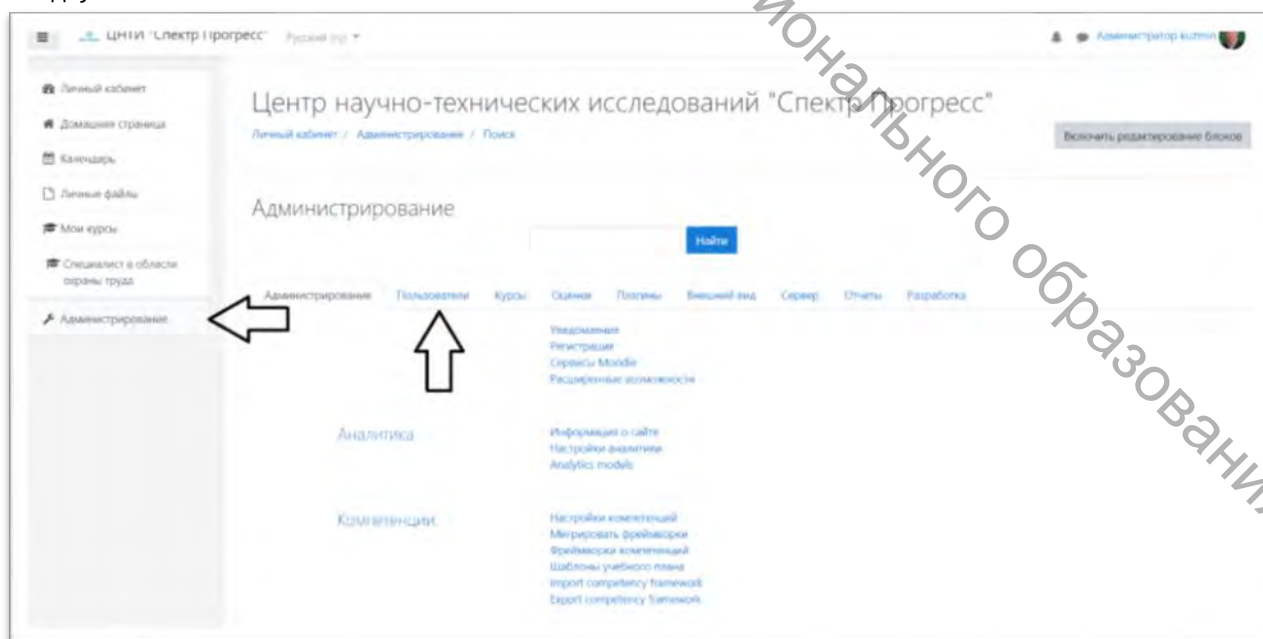 ЦНТИ "Спектр Прогресс" Русский (ru)
Администратор kuzmin
Личный кабинет
Домашняя страница
Календарь
Личные файлы
Мои курсы
Специалист в области
охраны труда
Администрирование
Центр научно-технических исследований "Спектр Прогресс"
Личный кабинет / Администрирование / Поиск
Включить редактирование блоков
Администрирование
Найти
Администрирование Пользователи Курсы Оценки Плагины Внешний вид Сервер Отчеты Разработка
Уведомления
Регистрация
Сервисы Moodle
Расширенные возможности
Аналитика
Информация о сайте
Настройки аналитики
Analytics models
Компетенции
Настройки компетенций
Мигрировать фреймворки
Фреймворки компетенций
Шаблоны учебного плана
Import competency framework
Export competency framework
ионального образования